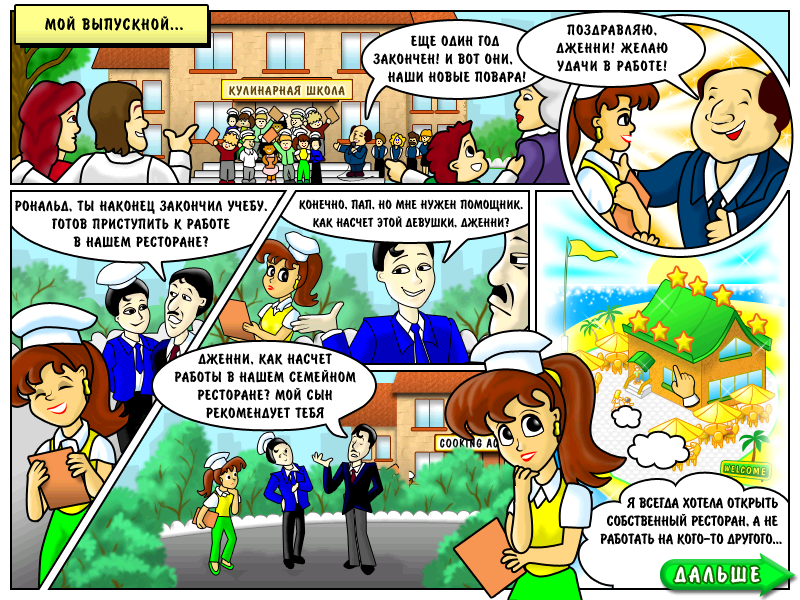 МОЙ ВЫПУСКНОЙ...
ЕЩЕ ОДИН ГОД
ЗАКОНЧЕН! И ВОТ ОНИ,
НАШИ НОВЫЕ ПОВАРА!
КУЛИНАРНАЯ ШКОЛА
ПОЗДРАВЛЯЮ,
ДЖЕННИ! ЖЕЛАЮ
УДАЧИ В РАБОТЕ!
РОНАЛЬД, ТЫ НАКОНЕЦ ЗАКОНЧИЛ УЧЕБУ.
ГОТОВ ПРИСТУПИТЬ К РАБОТЕ
В НАШЕМ РЕСТОРАНЕ?
КОНЕЧНО, ПАП, НО МНЕ НУЖЕН ПОМОЩНИК.
КАК НАСЧЕТ ЭТОЙ ДЕВУШКИ, ДЖЕННИ?
ДЖЕННИ, КАК НАСЧЕТ
РАБОТЫ В НАШЕМ СЕМЕЙНОМ
РЕСТОРАНЕ? МОЙ СЫН
РЕКОМЕНДУЕТ ТЕБЯ
COOKING AC
WELCOME
Я ВСЕГДА ХОТЕЛА ОТКРЫТЬ
СОБСТВЕННЫЙ РЕСТОРАН, А НЕ
РАБОТАТЬ НА КОГО-ТО ДРУГОГО...
ДАЛЬШЕ